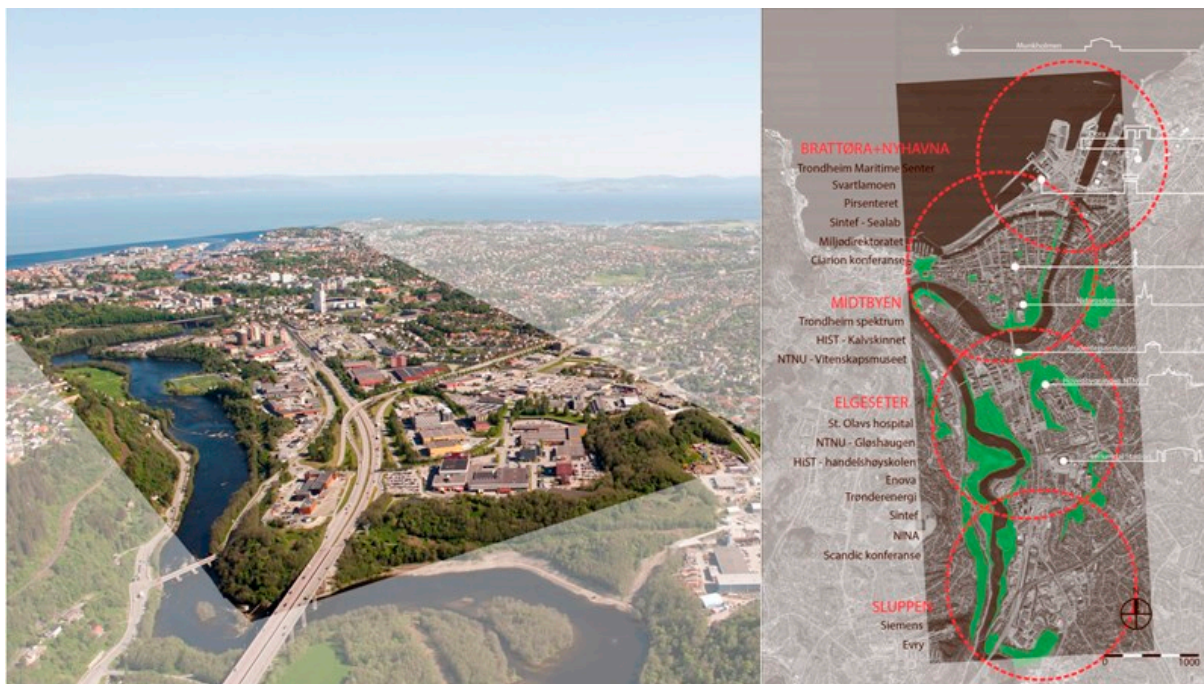 Munkholmen
BRATTØRA+NYHAVNA
Trondheim Maritime Senter
Svartlamoen
Pirsenteret
Sintef - Sealab
Miljødirektoratet
Clarion konferanse
MIDTBYEN
Trondheim spektrum
HIST - Kalvskinnet
NTNU - Vitenskapsmuseet
ELGESETER
St. Olavs hospital
NTNU - Gløshaugen
HiST - handelshøyskolen
Enova
Trønderenergi
Sintef
NINA
Scandic konferanse
SLUPPEN
Siemens
Evry
N
0 1000